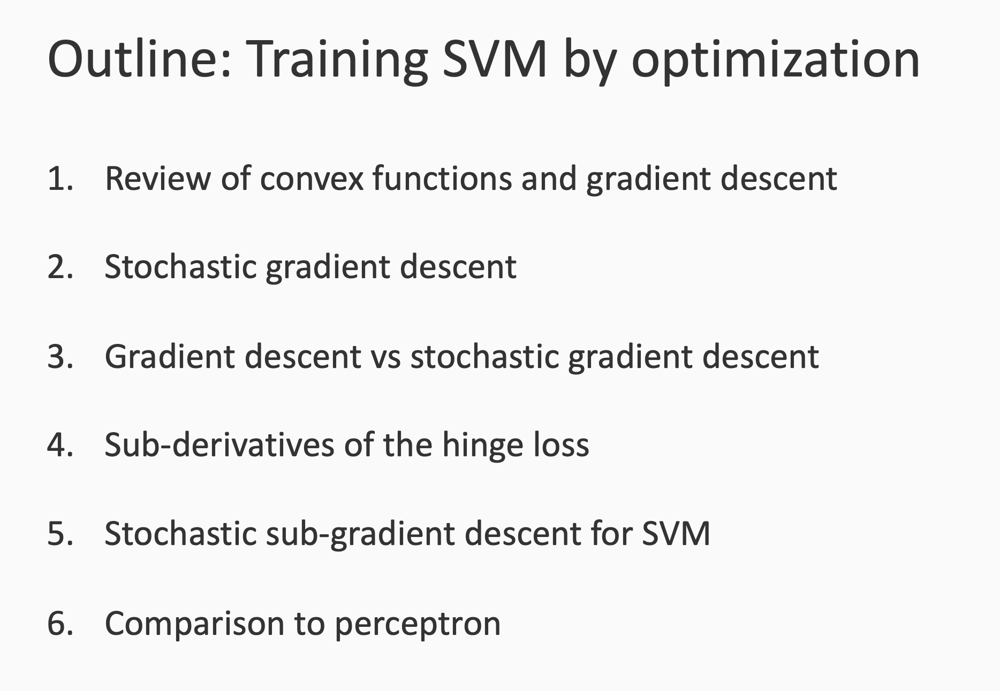 Outline: Training SVM by optimization
1. Review of convex functions and gradient descent
2. Stochastic gradient descent
3. Gradient descent vs stochastic gradient descent
4. Sub-derivatives of the hinge loss
5. Stochastic sub-gradient descent for SVM
6. Comparison to perceptron